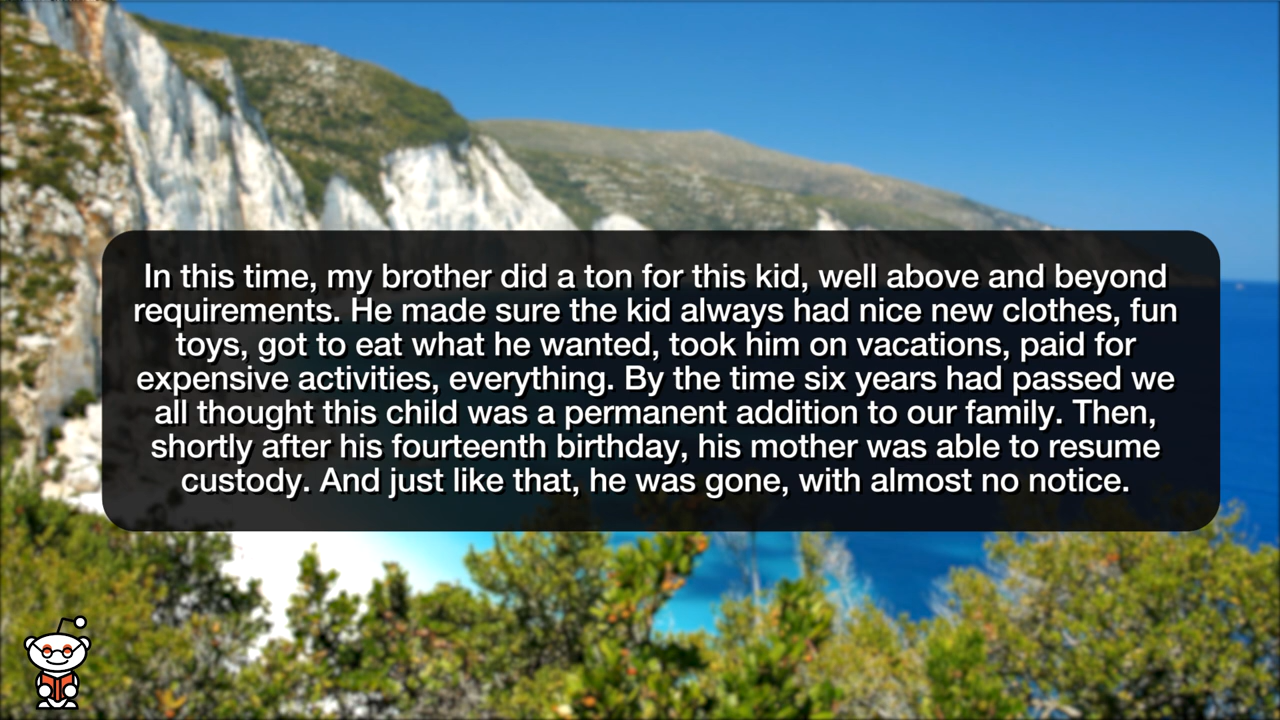 In this time, my brother did a ton for this kid, well above and beyond
requirements. He made sure the kid always had nice new clothes, fun
toys, got to eat what he wanted, took him on vacations, paid for
expensive activities, everything. By the time six years had passed we
all thought this child was a permanent addition to our family. Then,
shortly after his fourteenth birthday, his mother was able to resume
custody. And just like that, he was gone, with almost no notice.